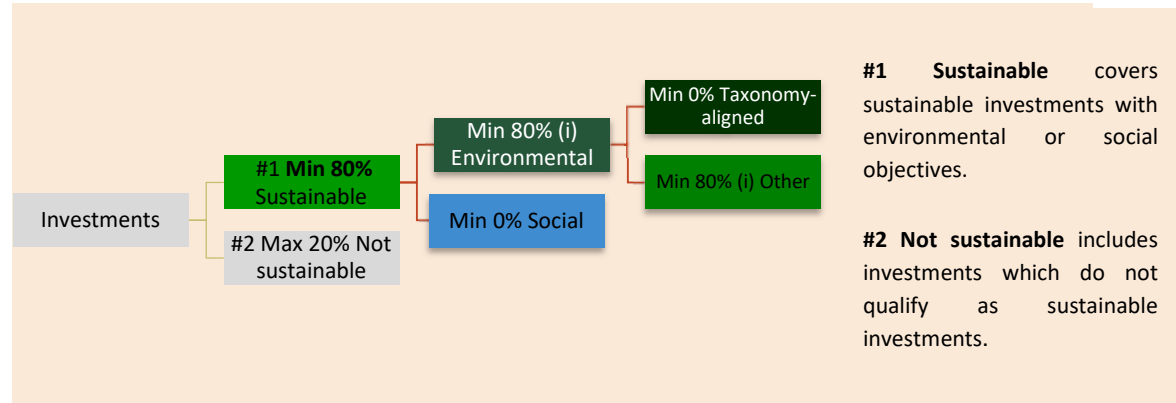 Investments
#1 Min 80%
Sustainable
#2 Max 20% Not
sustainable
Min 80% (i)
Environmental
Min 0% Social
Min 0% Taxonomy-
aligned
Min 80% (i) Other
#1 Sustainable covers
sustainable investments with
environmental or social
objectives.
#2 Not sustainable includes
investments which do not
qualify as sustainable
investments.